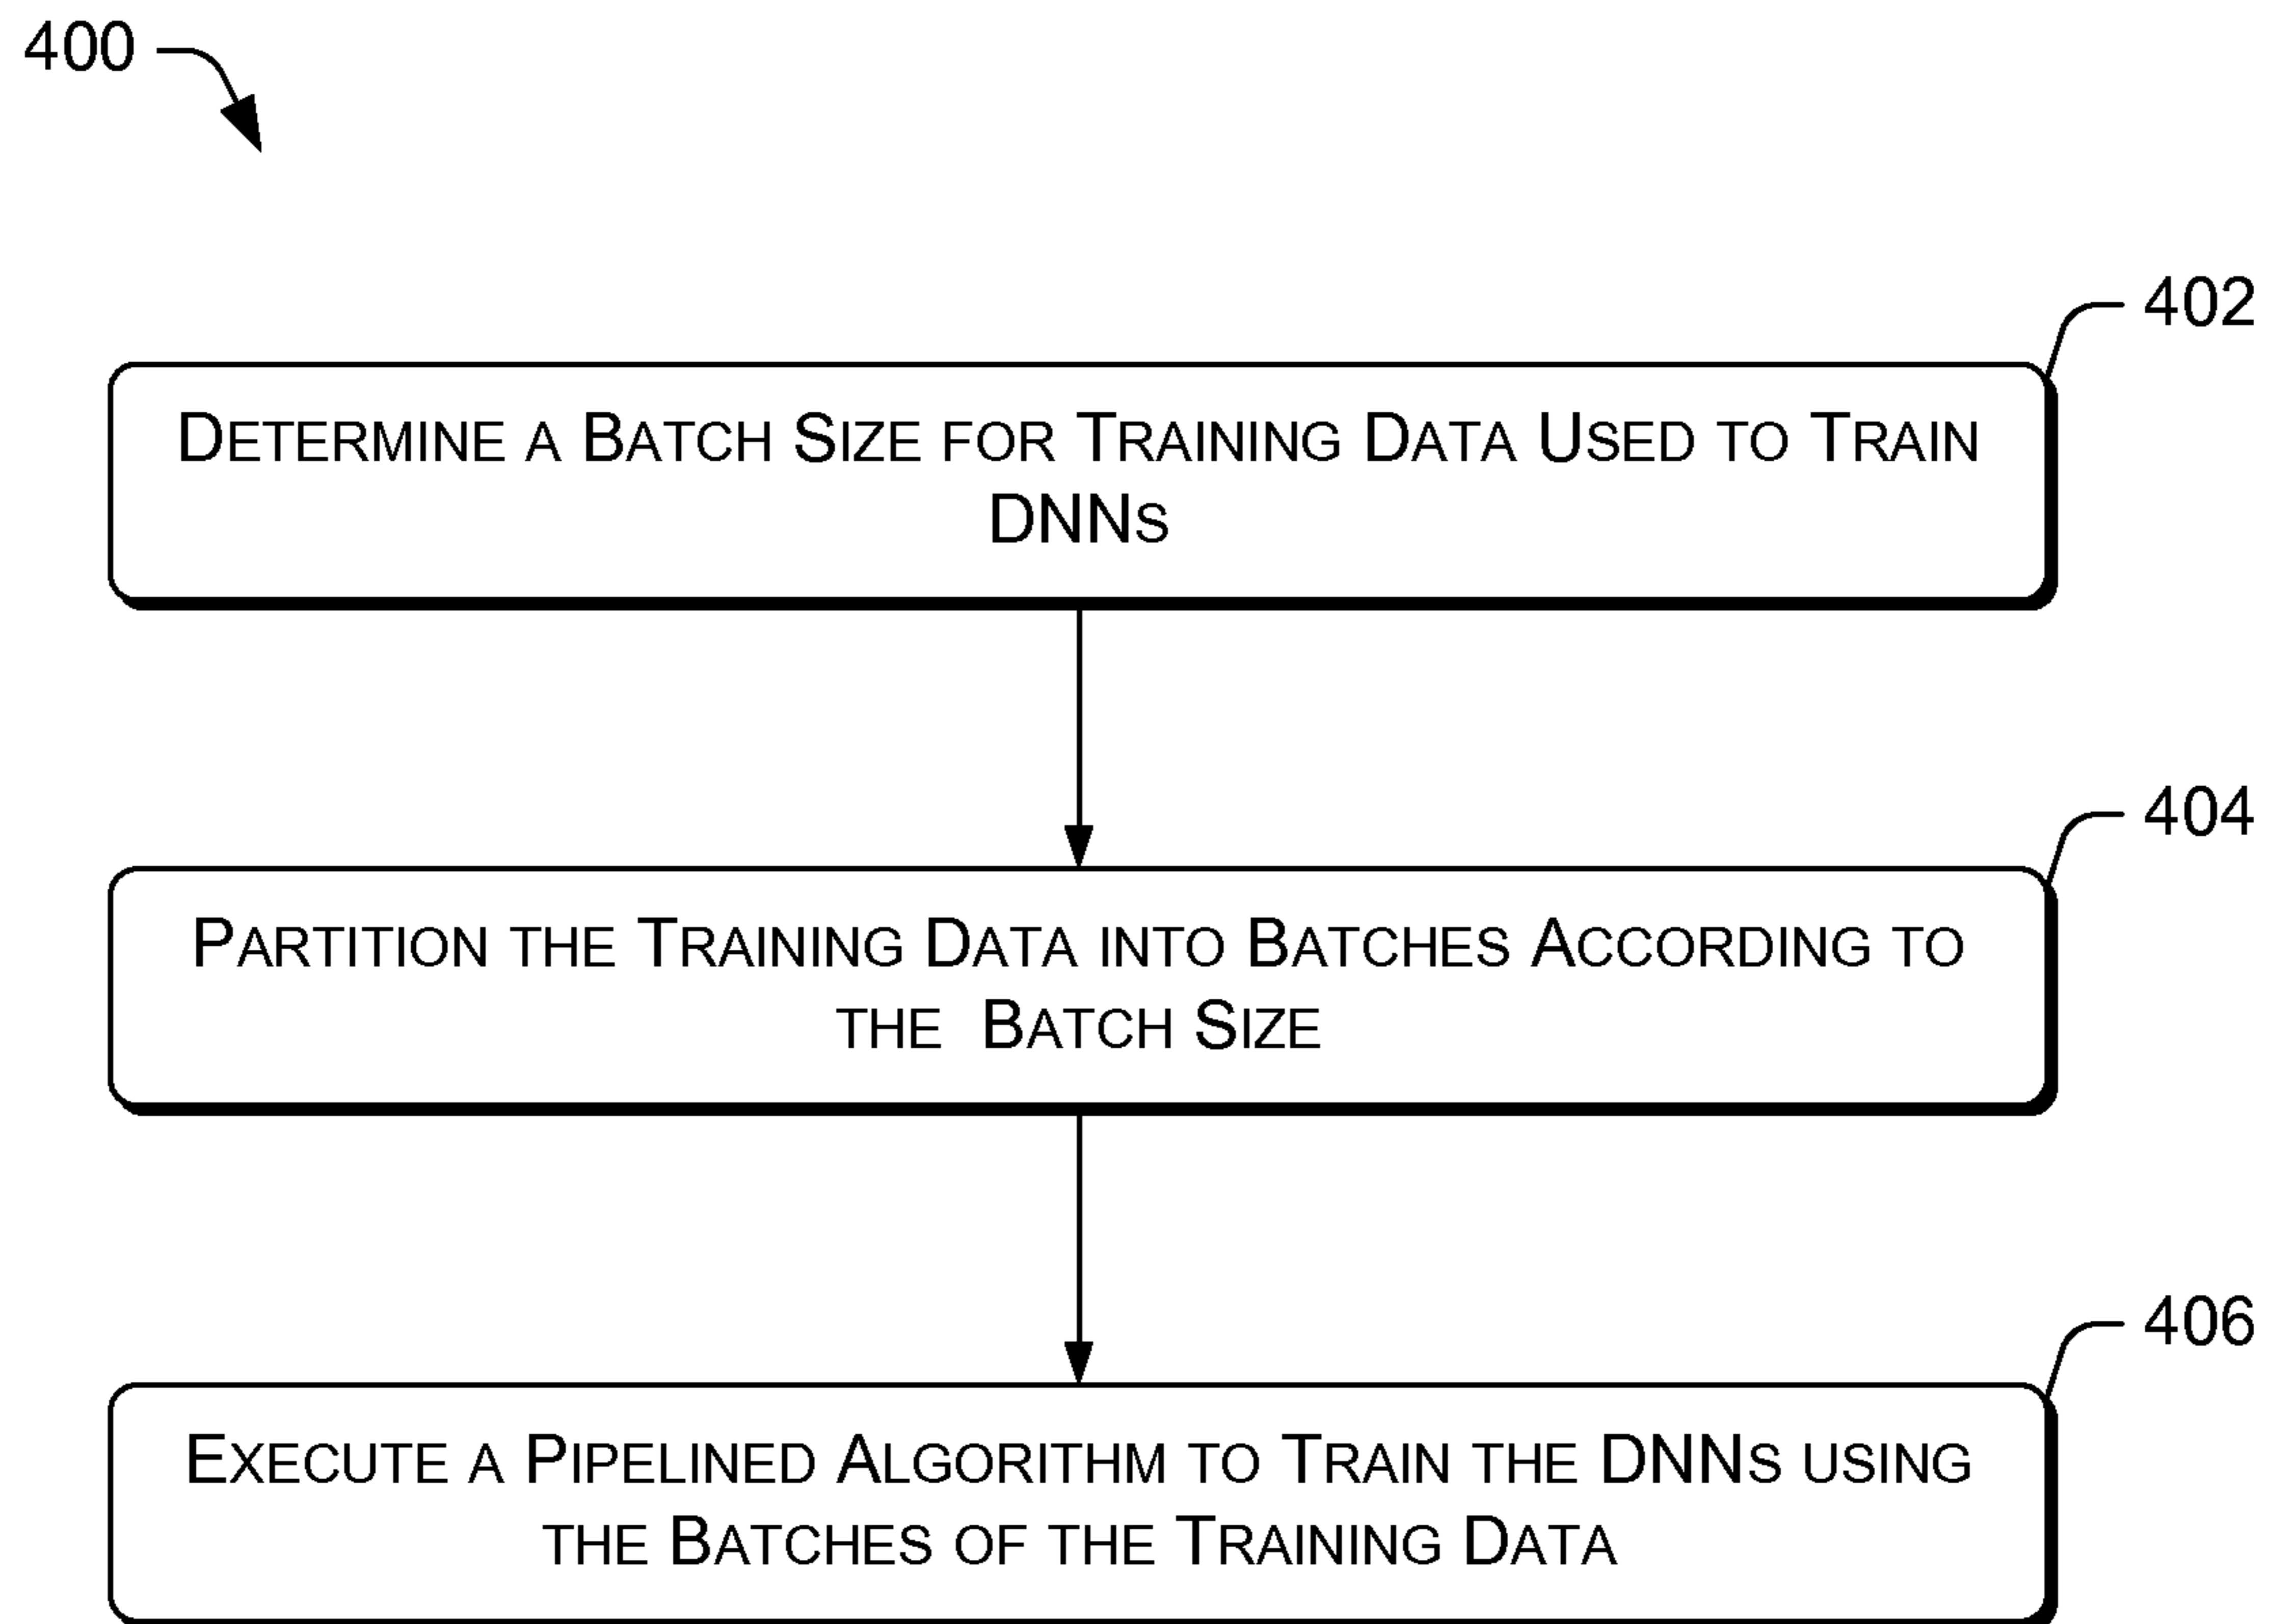 400
402
DETERMINE A BATCH SIZE FOR TRAINING DATA USED TO TRAIN
DNNS
404
PARTITION THE TRAINING DATA INTO BATCHES ACCORDING TO
THE BATCH SIZE
406
EXECUTE A PIPELINED ALGORITHM TO TRAIN THE DNNS USING
THE BATCHES OF THE TRAINING DATA